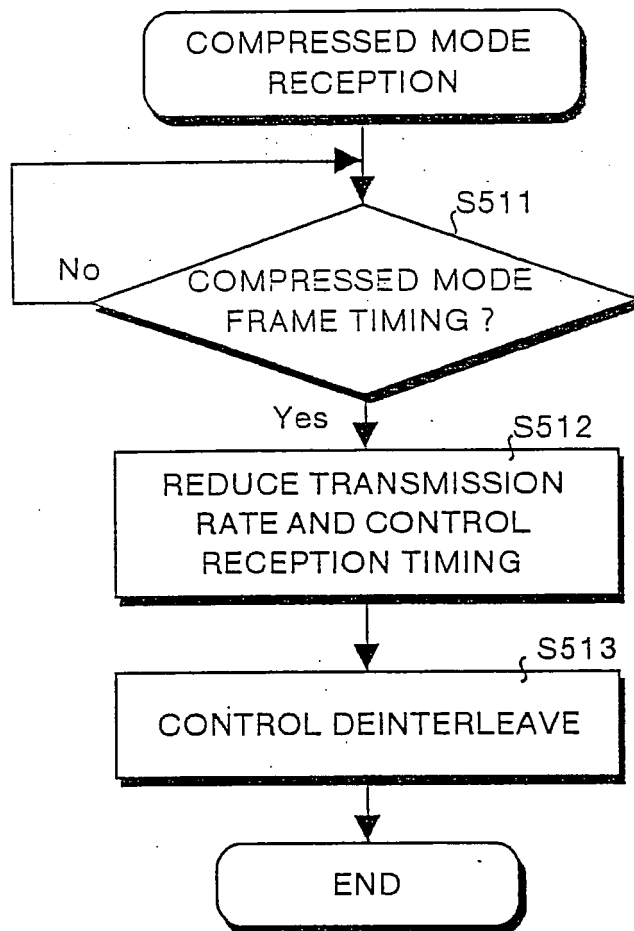 COMPRESSED MODE
RECEPTION
S511
No
COMPRESSED MODE
FRAME TIMING ?
Yes
S512
REDUCE TRANSMISSION
RATE AND CONTROL
RECEPTION TIMING
S513
CONTROL DEINTERLEAVE
END